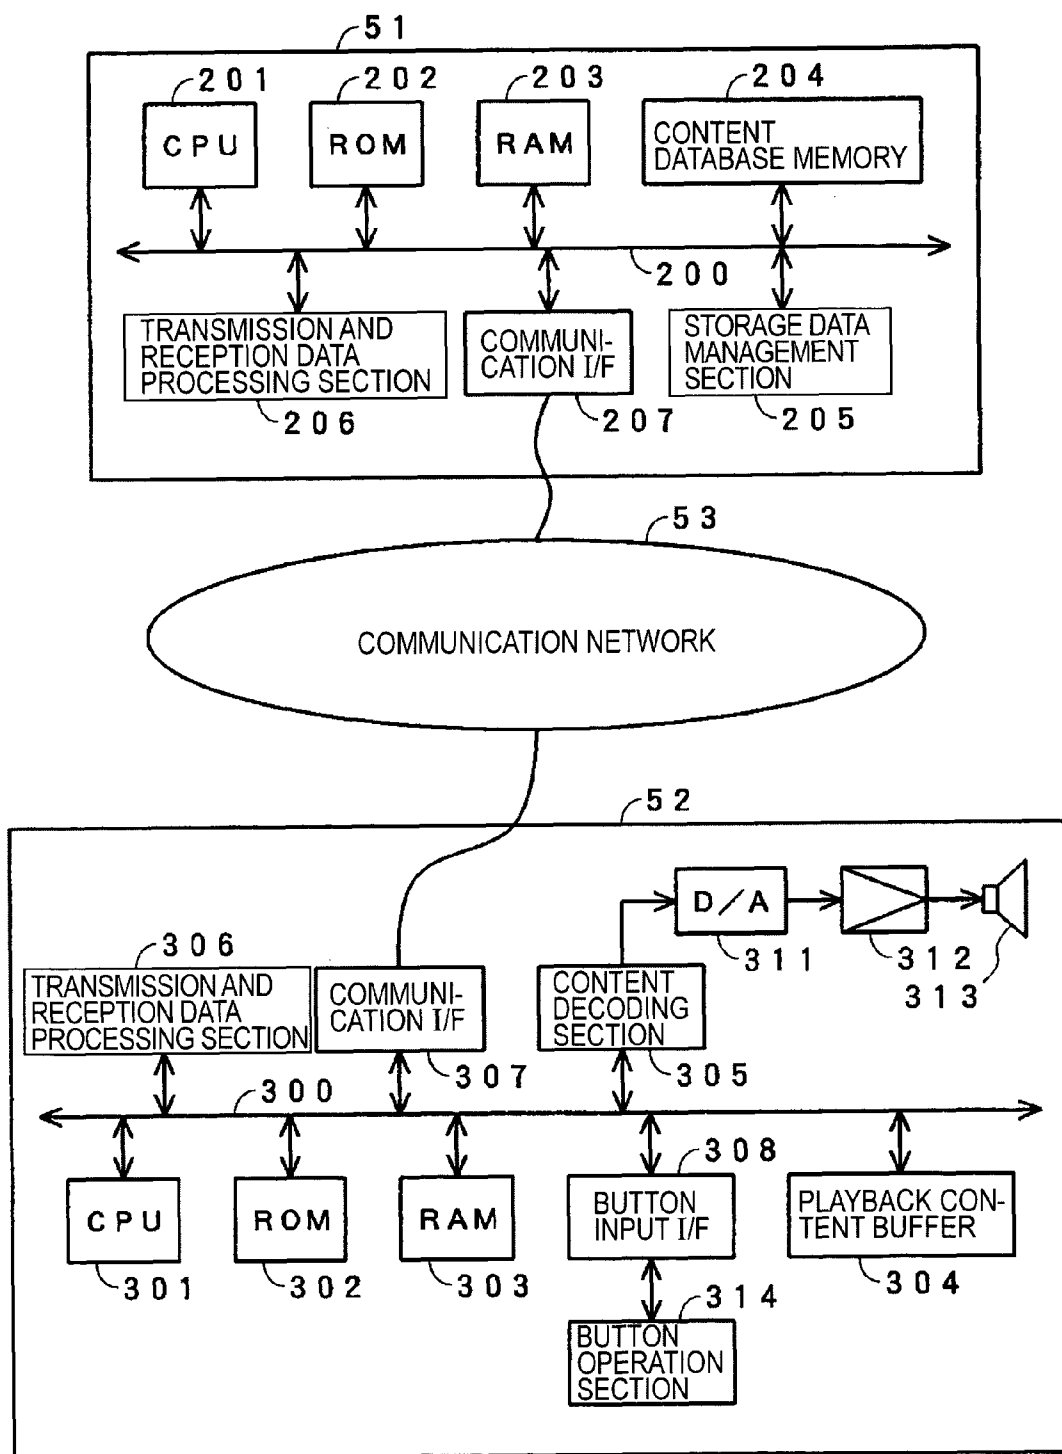 51
201
202
203
204
CPU
ROM
RAM
CONTENT
DATABASE MEMORY
200
TRANSMISSION AND
RECEPTION DATA
PROCESSING SECTION
COMMUNI-
CATION I/F
STORAGE DATA
MANAGEMENT
SECTION
206
207
205
53
COMMUNICATION NETWORK
52
D/A
311
312
313
306
TRANSMISSION AND
RECEPTION DATA
PROCESSING SECTION
COMMUNI-
CATION I/F
CONTENT
DECODING
SECTION
307
305
300
308
CPU
ROM
RAM
BUTTON
INPUT I/F
PLAYBACK CON-
TENT BUFFER
301
302
303
304
314
BUTTON
OPERATION
SECTION